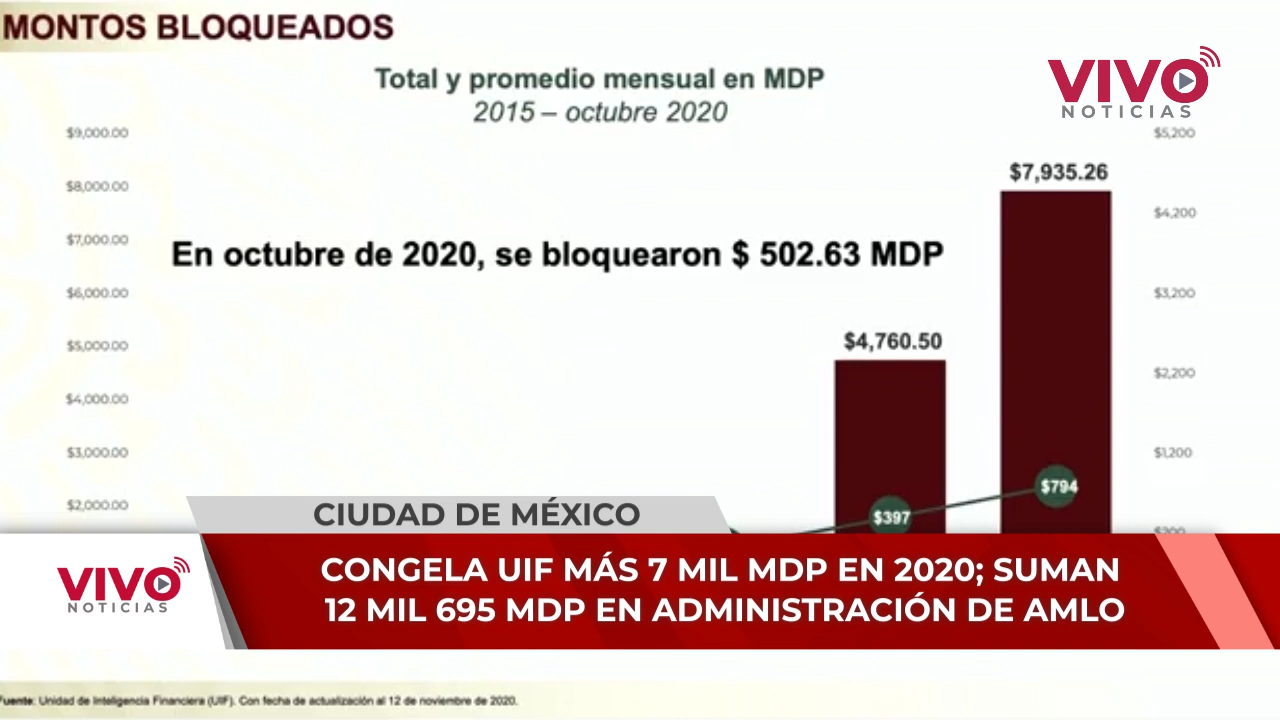 MONTOS BLOQUEADOS
Total y promedio mensual en MDP
2015 – octubre 2020
VIVO
NOTICIAS
$9,000.00
$8,000.00
$7,000.00
$6,000.00
$5,000.00
$4,000.00
$3,000.00
$2,000.00
En octubre de 2020, se bloquearon $ 502.63 MDP
$4,760.50
$7,935.26
$397
$794
$5,200
$4,200
$3,200
$2,200
$1,200
$200
CIUDAD DE MÉXICO
VIVO
NOTICIAS
CONGELA UIF MÁS 7 MIL MDP EN 2020; SUMAN
12 MIL 695 MDP EN ADMINISTRACIÓN DE AMLO
Fuente: Unidad de Inteligencia Financiera (UIF). Con fecha de actualización al 12 de noviembre de 2020.